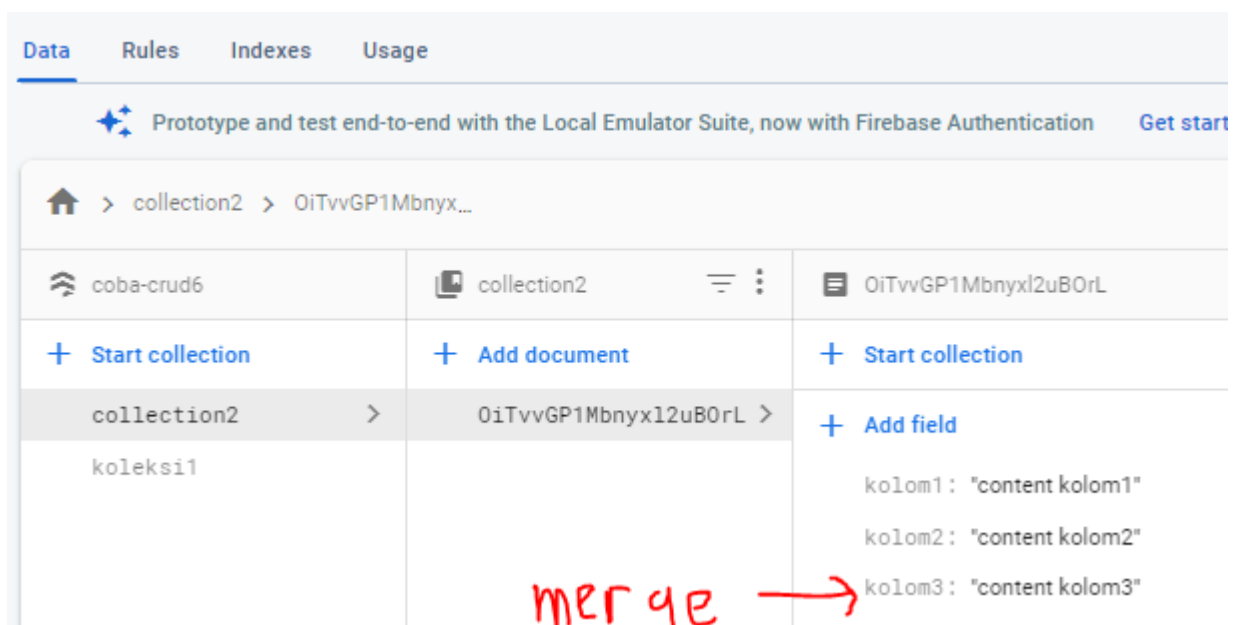 Data Rules Indexes Usage
Prototype and test end-to-end with the Local Emulator Suite, now with Firebase Authentication Get start
> collection2 > OiTvvGP1Mbnyx…
coba-crud6 collection2 OiTvvGP1Mbnyxl2uBOrL
+ Start collection + Add document + Start collection
collection2 > OiTvvGP1Mbnyxl2uBOrL > + Add field
koleksi1
kolom1: "content kolom1"
kolom2: "content kolom2"
merge → kolom3: "content kolom3"